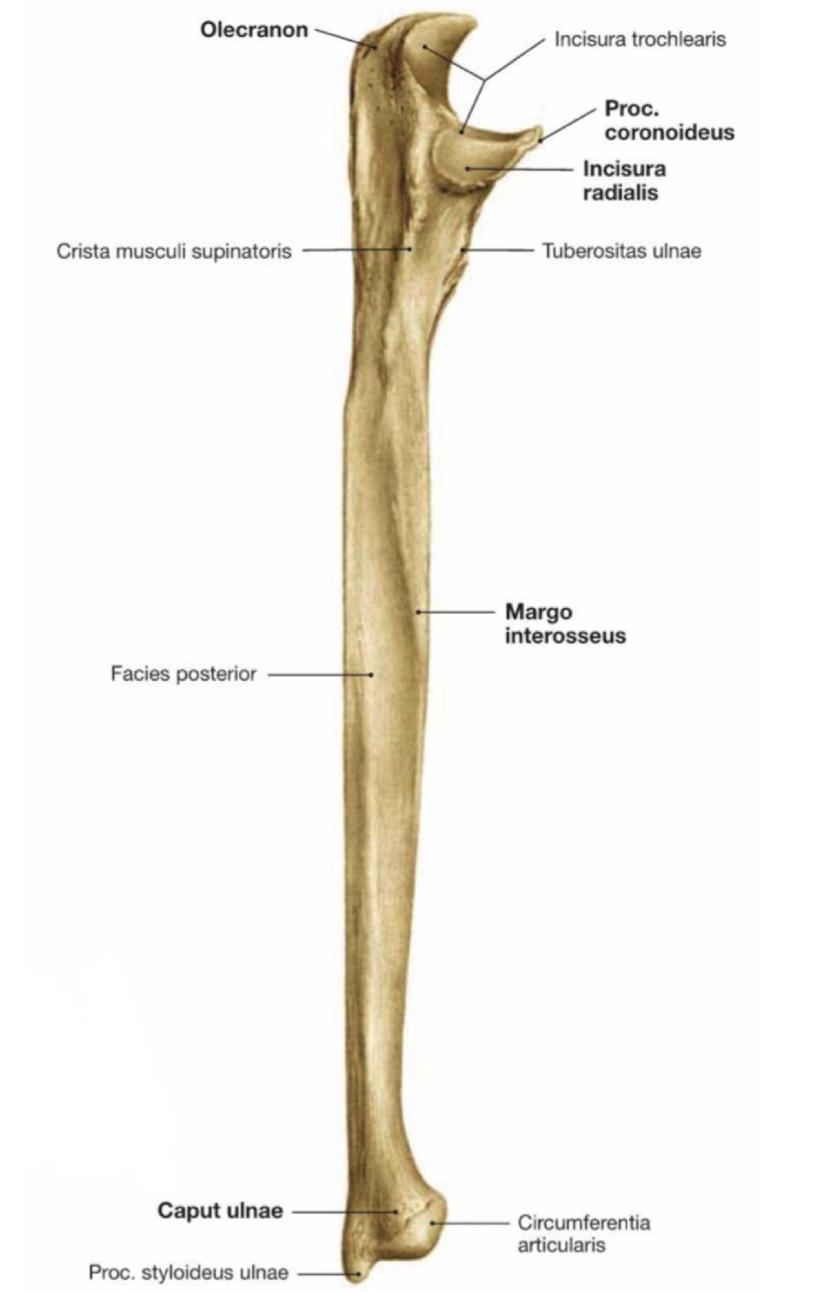 Olecranon
Incisura trochlearis
Proc.
coronoideus
Incisura
radialis
Crista musculi supinatoris
Tuberositas ulnae
Margo
interosseus
Facies posterior
Caput ulnae
Circumferentia
articularis
Proc. styloideus ulnae